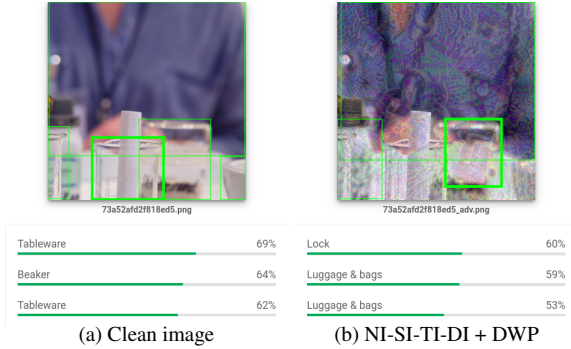 73a52afd2f818ed5.png
Tableware 69%
Beaker 64%
Tableware 62%
(a) Clean image
73a52afd2f818ed5_adv.png
Lock 60%
Luggage & bags 59%
Luggage & bags 53%
(b) NI-SI-TI-DI + DWP